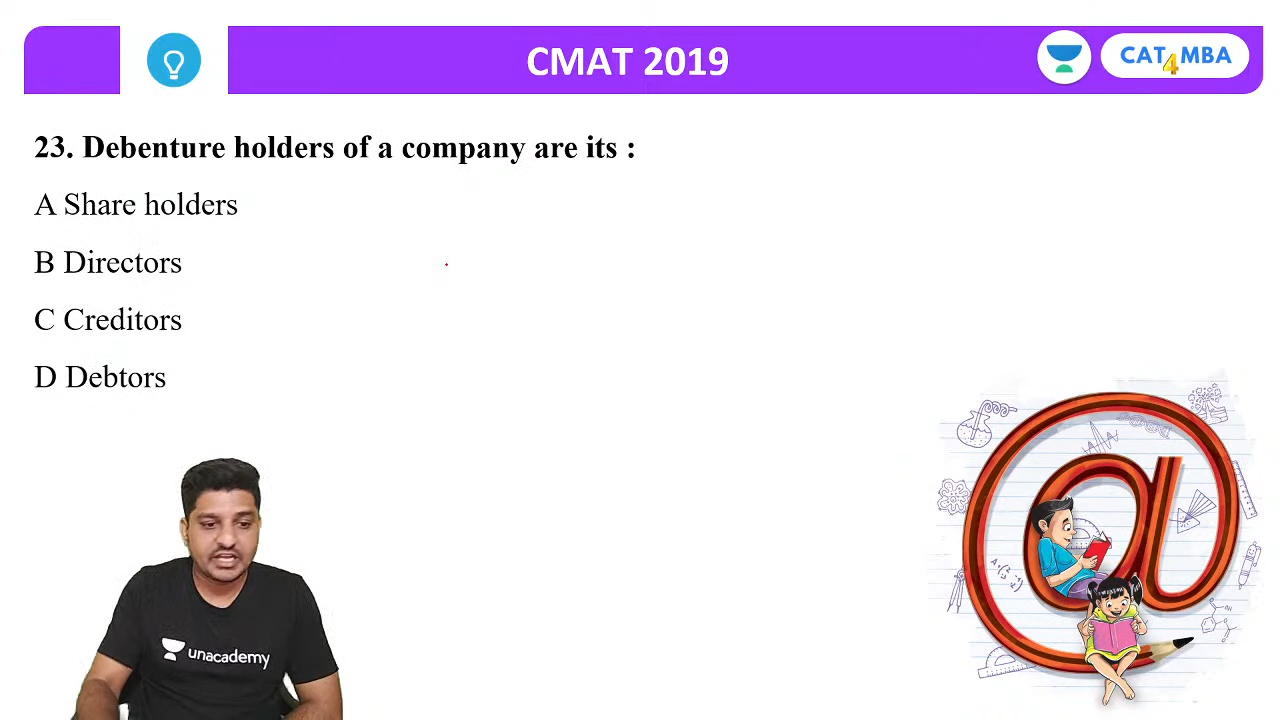 CMAT 2019
CAT4MBA
23. Debenture holders of a company are its :
A Share holders
B Directors
C Creditors
D Debtors
unacademy